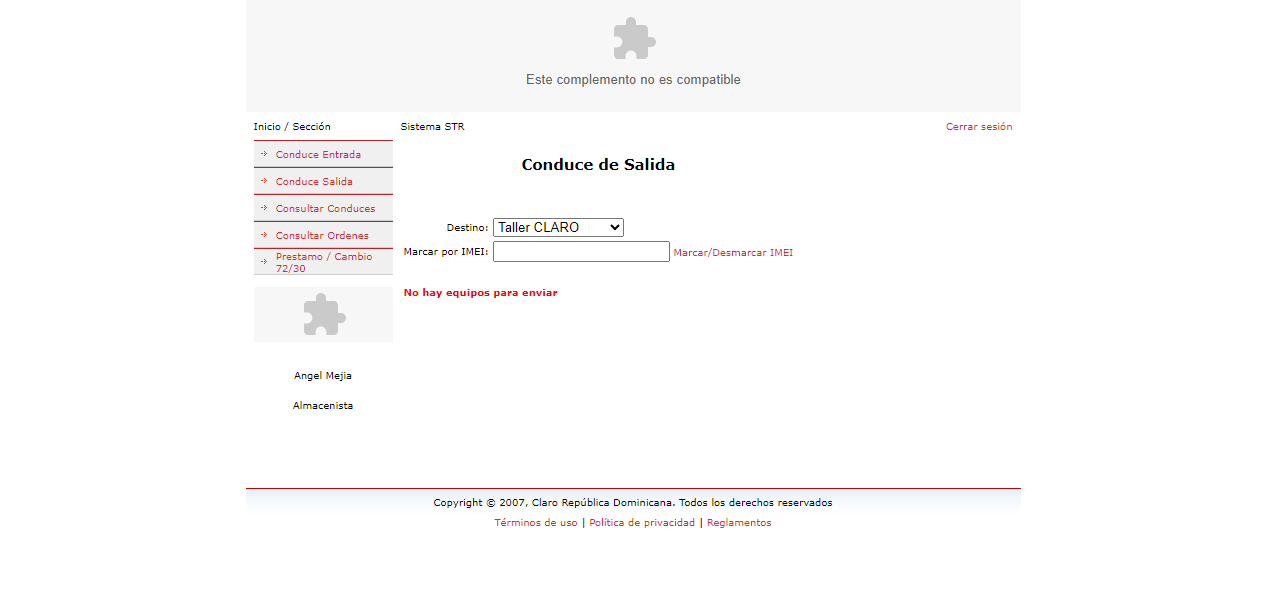 Este complemento no es compatible
Inicio / Sección
Sistema STR
Cerrar sesión
Conduce Entrada
Conduce Salida
Consultar Conduces
Consultar Ordenes
Prestamo / Cambio
72/30
Angel Mejia
Almacenista
Conduce de Salida
Destino: Taller CLARO
Marcar por IMEI: Marcar/Desmarcar IMEI
No hay equipos para enviar
Copyright © 2007, Claro República Dominicana. Todos los derechos reservados
Términos de uso | Política de privacidad | Reglamentos